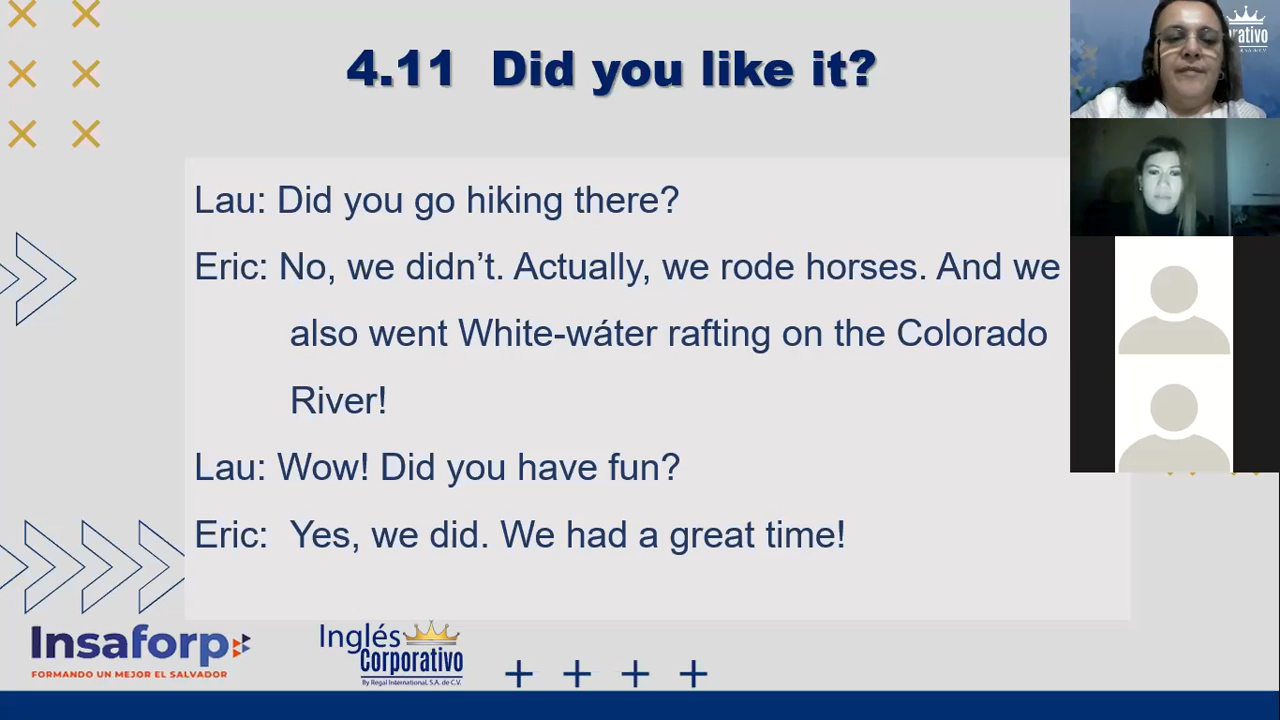 4.11 Did you like it?
rativo
Lau: Did you go hiking there?
Eric: No, we didn’t. Actually, we rode horses. And we
also went White-wáter rafting on the Colorado
River!
Lau: Wow! Did you have fun?
Eric: Yes, we did. We had a great time!
Insaforp
FORMANDO UN MEJOR EL SALVADOR
Inglés
Corporativo
By Regal International, S.A. de C.V.